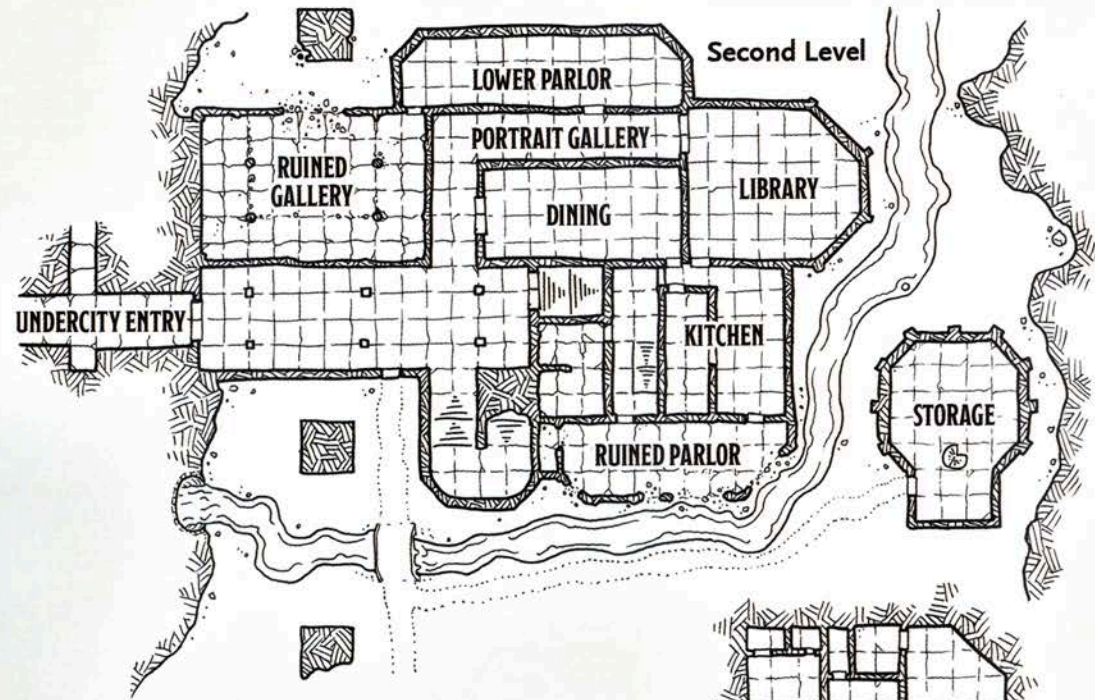 Second Level
LOWER PARLOR
PORTRAIT GALLERY
RUINED
GALLERY
LIBRARY
DINING
UNDERCITY ENTRY
KITCHEN
STORAGE
RUINED PARLOR